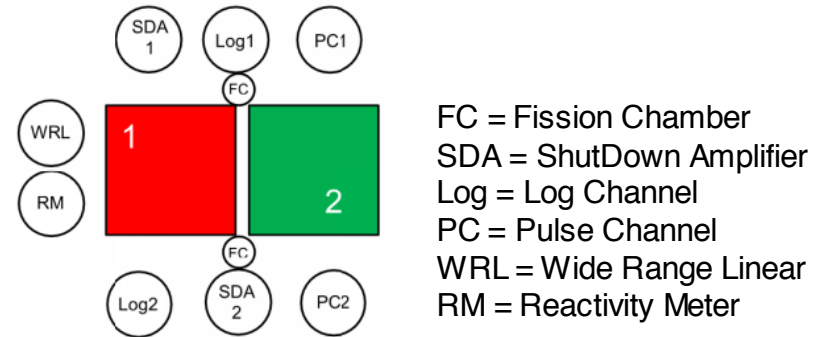 SDA
1
Log1
PC1
FC
WRL
1
RM
2
FC
Log2
SDA
2
PC2
FC = Fission Chamber
SDA = ShutDown Amplifier
Log = Log Channel
PC = Pulse Channel
WRL = Wide Range Linear
RM = Reactivity Meter